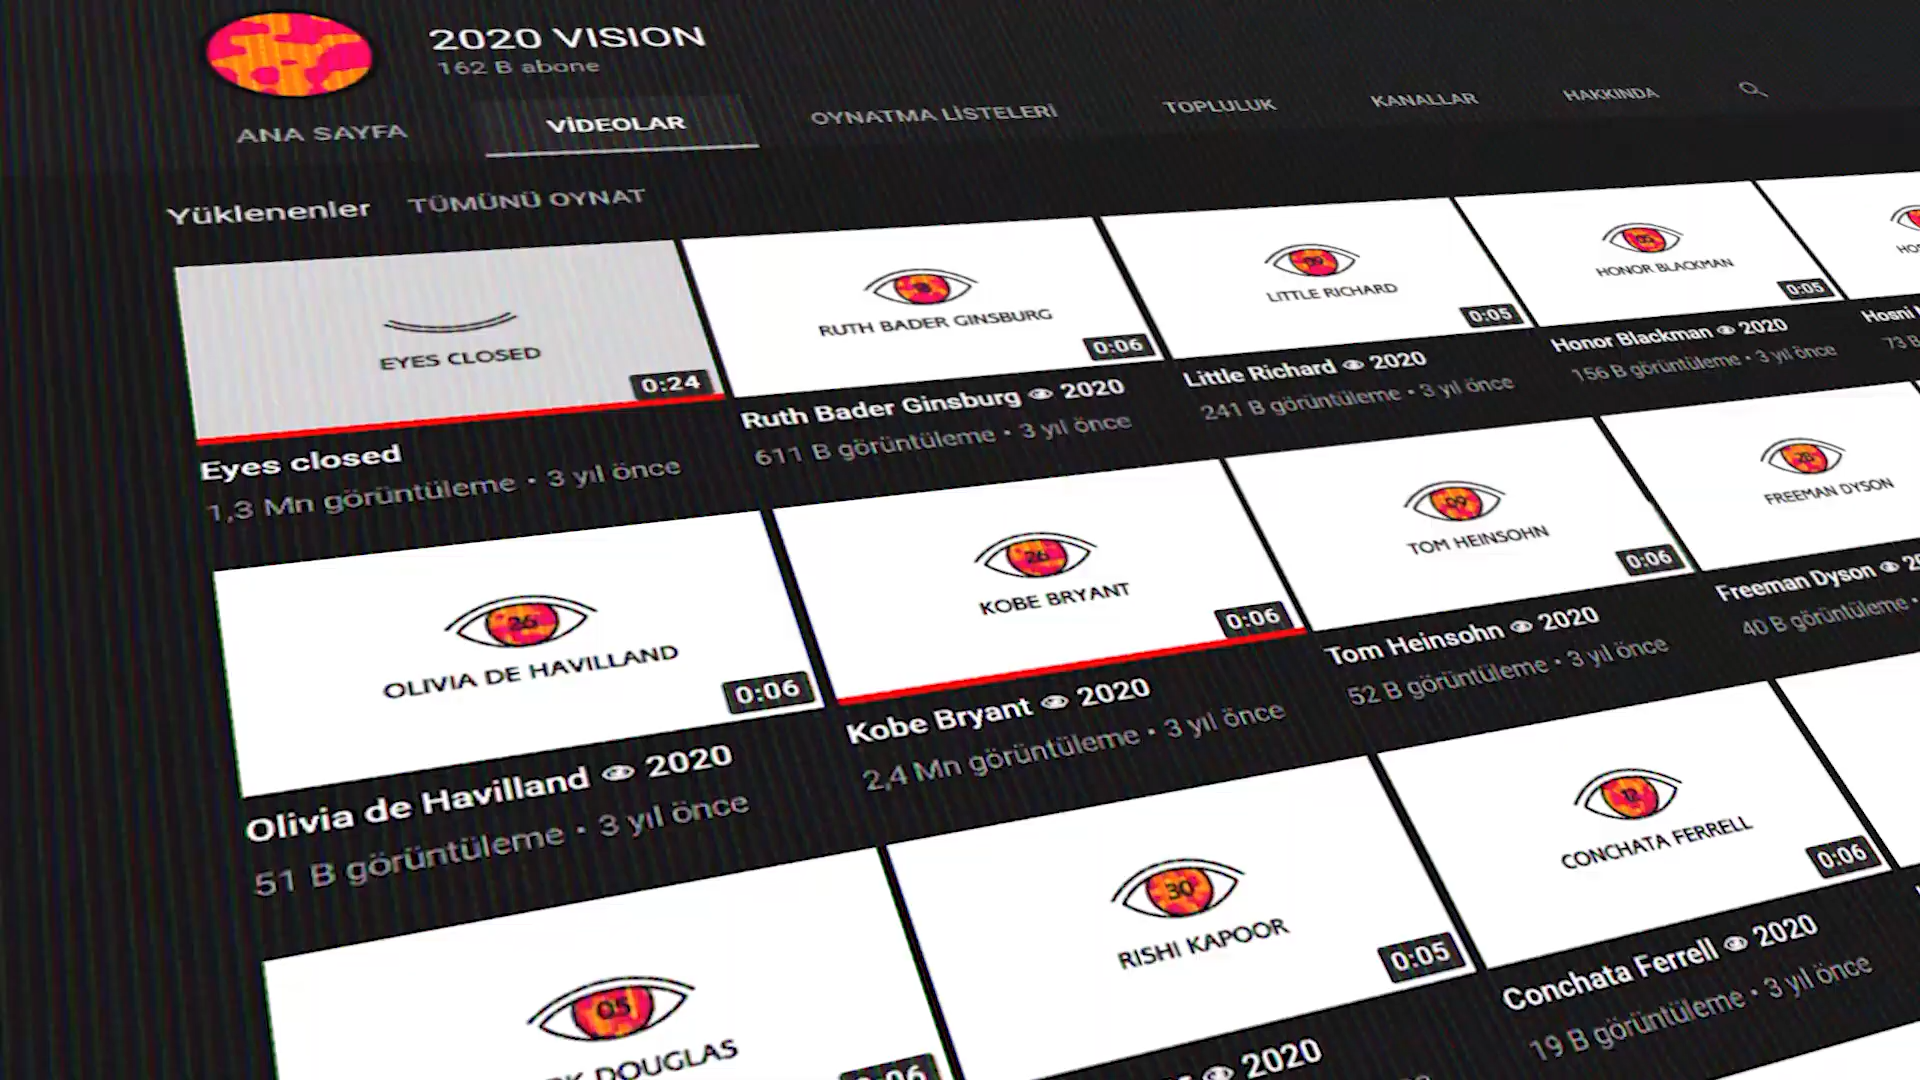 2020 VISION
162 B abone
ANA SAYFA
VİDEOLAR
OYNATMA LİSTELERİ
TOPLULUK
KANALLAR
HAKKINDA
Yüklenenler
TÜMÜNÜ OYNAT
EYES CLOSED
0:24
Eyes closed
1,3 Mn görüntüleme • 3 yıl önce
RUTH BADER GINSBURG
0:06
Ruth Bader Ginsburg 👁 2020
611 B görüntüleme • 3 yıl önce
09
LITTLE RICHARD
0:05
Little Richard 👁 2020
241 B görüntüleme • 3 yıl önce
HONOR BLACKMAN
0:05
Honor Blackman 👁 2020
156 B görüntüleme • 3 yıl önce
Hosni
73 B
26
OLIVIA DE HAVILLAND
0:06
Olivia de Havilland 👁 2020
51 B görüntüleme • 3 yıl önce
26
KOBE BRYANT
0:06
Kobe Bryant 👁 2020
2,4 Mn görüntüleme • 3 yıl önce
09
TOM HEINSOHN
0:06
Tom Heinsohn 👁 2020
52 B görüntüleme • 3 yıl önce
28
FREEMAN DYSON
Freeman Dyson 👁
40 B görüntüleme •
05
DOUGLAS
30
RISHI KAPOOR
0:05
👁 2020
12
CONCHATA FERRELL
0:06
Conchata Ferrell 👁 2020
19 B görüntüleme • 3 yıl önce